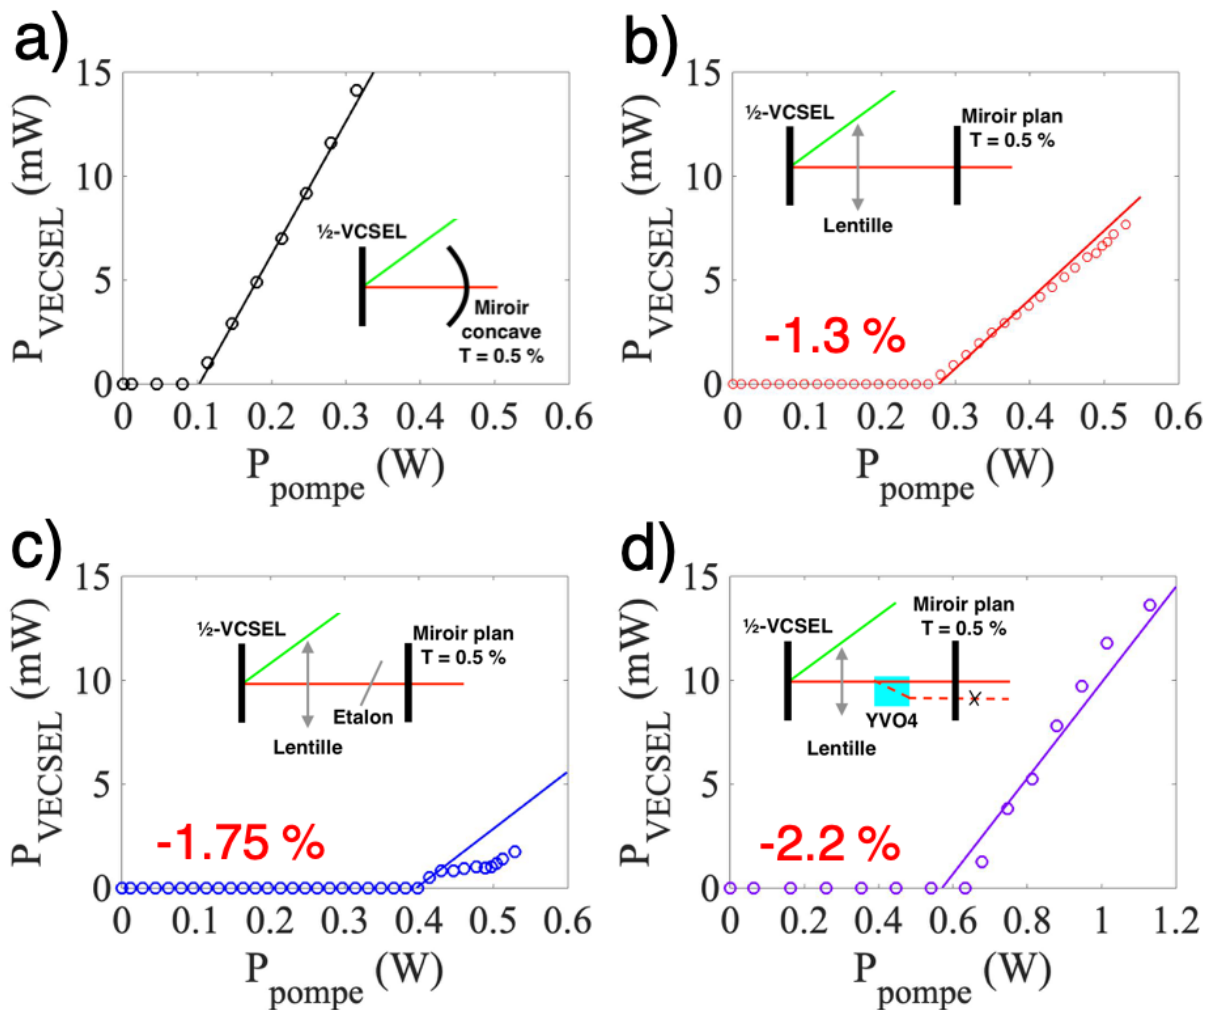 a)
15
10
5
0
P_VECSEL (mW)
½-VCSEL
Miroir
concave
T = 0.5 %
0 0.1 0.2 0.3 0.4 0.5 0.6
P_pompe (W)
b)
15
10
5
0
P_VECSEL (mW)
½-VCSEL
Miroir plan
T = 0.5 %
Lentille
-1.3 %
0 0.1 0.2 0.3 0.4 0.5 0.6
P_pompe (W)
c)
15
10
5
0
P_VECSEL (mW)
½-VCSEL
Miroir plan
T = 0.5 %
Etalon
Lentille
-1.75 %
0 0.1 0.2 0.3 0.4 0.5 0.6
P_pompe (W)
d)
15
10
5
0
P_VECSEL (mW)
½-VCSEL
Miroir plan
T = 0.5 %
X
YVO4
Lentille
-2.2 %
0 0.2 0.4 0.6 0.8 1 1.2
P_pompe (W)